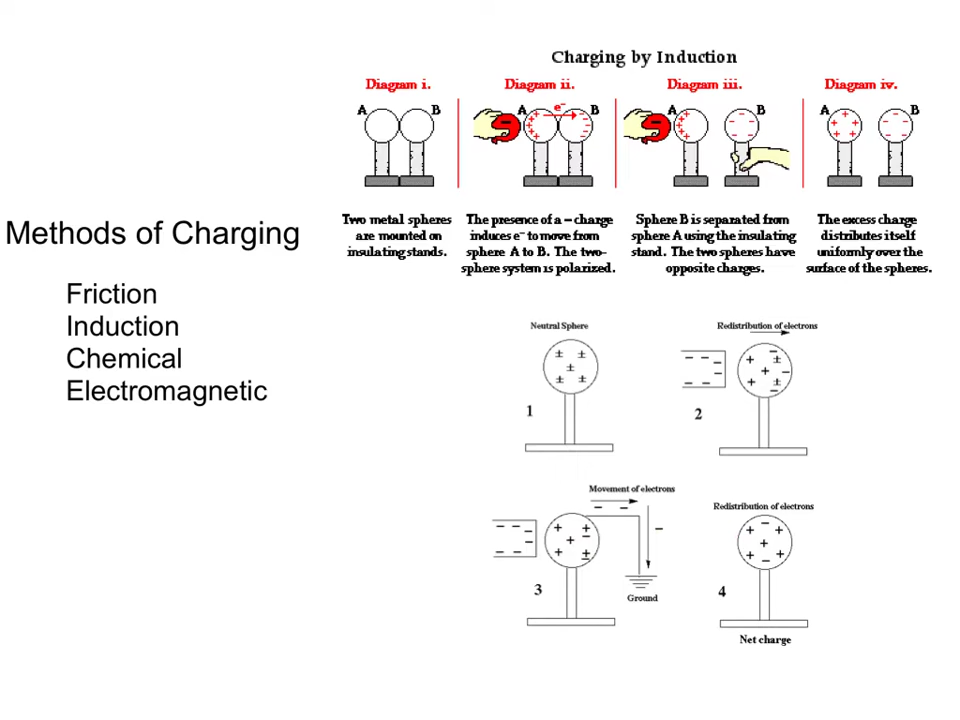 Charging by Induction
Diagram i. Diagram ii. Diagram iii. Diagram iv.
A B A e⁻ B A B A B
Two metal spheres
are mounted on
insulating stands.
The presence of a – charge
induces e⁻ to move from
sphere A to B. The two-
sphere system is polarized.
Sphere B is separated from
sphere A using the insulating
stand. The two spheres have
opposite charges.
The excess charge
distributes itself
uniformly over the
surface of the spheres.
Methods of Charging
Friction
Induction
Chemical
Electromagnetic
Neutral Sphere
1
Redistribution of electrons
2
Movement of electrons
3
Ground
Redistribution of electrons
4
Net charge